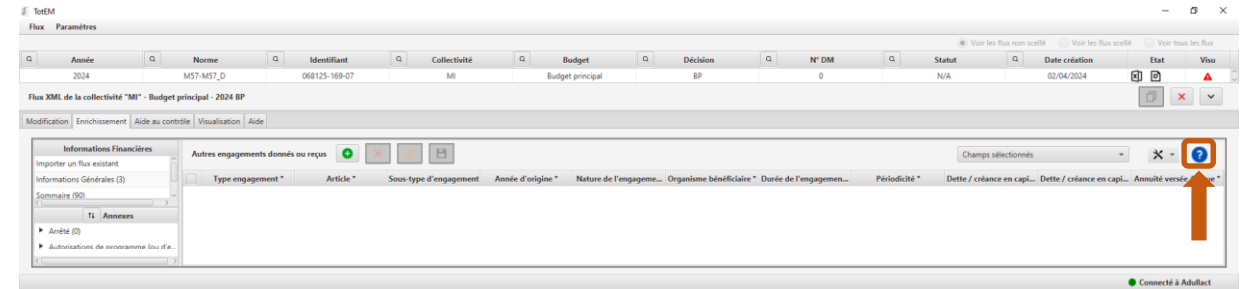 TotEM
Flux Paramètres
Voir les flux non scellé Voir les flux scellé Voir tous les flux
Année Norme Identifiant Collectivité Budget Décision N° DM Statut Date création Etat Visu
2024 M57-M57_D 068125-169-07 MI Budget principal BP 0 N/A 02/04/2024
Flux XML de la collectivité "MI" - Budget principal - 2024 BP
Modification Enrichissement Aide au contrôle Visualisation Aide
Informations Financières
Autres engagements donnés ou reçus Champs sélectionnés ?
Importer un flux existant
Informations Générales (3)
Type engagement * Article * Sous-type d'engagement Année d'origine * Nature de l'engageme... Organisme bénéficiaire * Durée de l'engagemen... Périodicité * Dette / créance en capi... Dette / créance en capi... Annuité versée
Sommaire (90)
Annexes
Arrêté (0)
Autorisations de programme (ou d'e...
Connecté à Adullact